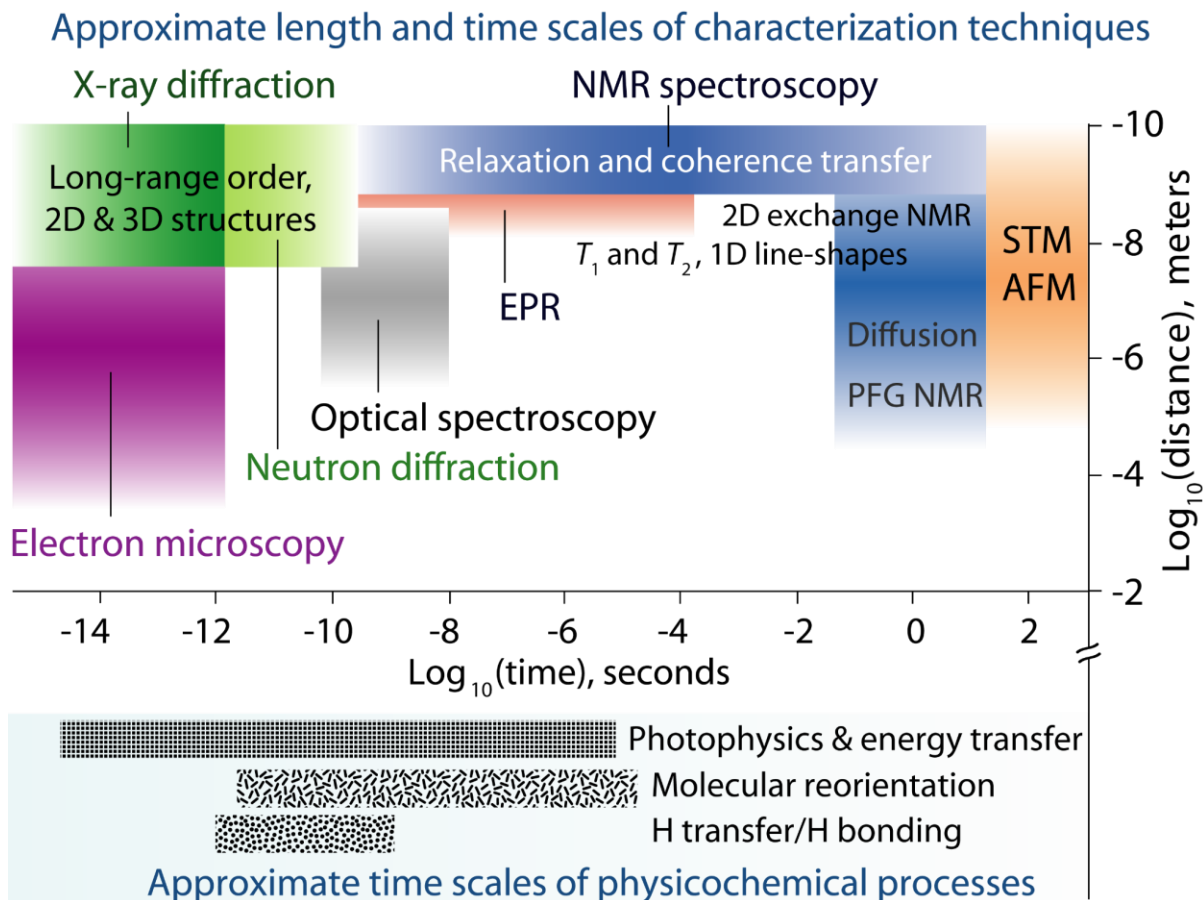 Approximate length and time scales of characterization techniques
X-ray diffraction
NMR spectroscopy
Long-range order,
2D & 3D structures
Relaxation and coherence transfer
2D exchange NMR
T₁ and T₂, 1D line-shapes
EPR
STM
AFM
Diffusion
PFG NMR
Optical spectroscopy
Neutron diffraction
Electron microscopy
-10
-8
-6
-4
-2
Log₁₀(distance), meters
-14 -12 -10 -8 -6 -4 -2 0 2
Log₁₀(time), seconds
Photophysics & energy transfer
Molecular reorientation
H transfer/H bonding
Approximate time scales of physicochemical processes